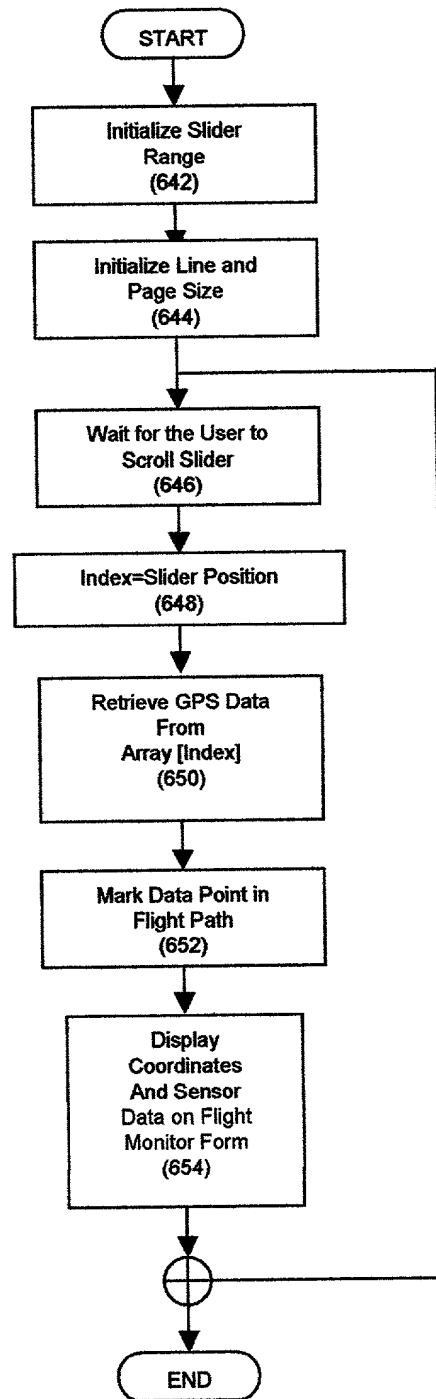 START
Initialize Slider
Range
(642)
Initialize Line and
Page Size
(644)
Wait for the User to
Scroll Slider
(646)
Index=Slider Position
(648)
Retrieve GPS Data
From
Array [Index]
(650)
Mark Data Point in
Flight Path
(652)
Display
Coordinates
And Sensor
Data on Flight
Monitor Form
(654)
END